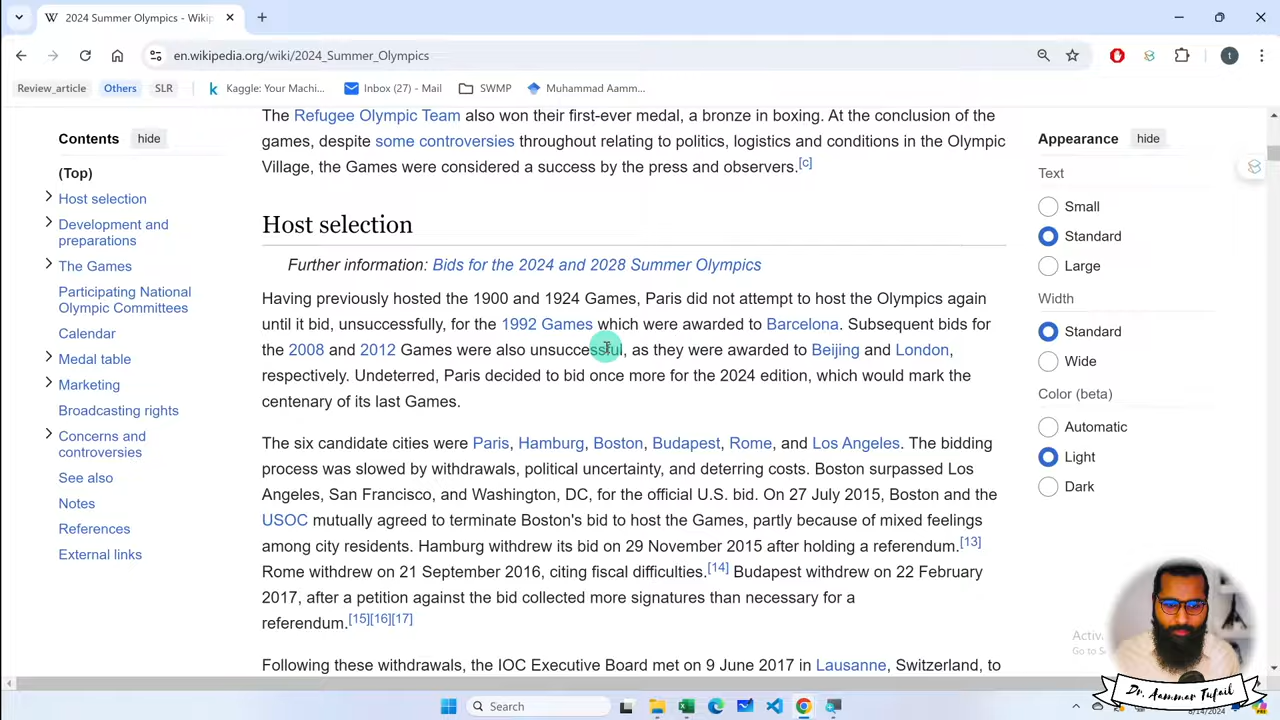 2024 Summer Olympics - Wikip
en.wikipedia.org/wiki/2024_Summer_Olympics
t
Review_article Others SLR Kaggle: Your Machi... Inbox (27) - Mail SWMP Muhammad Aamm...
Contents hide
(Top)
Host selection
Development and
preparations
The Games
Participating National
Olympic Committees
Calendar
Medal table
Marketing
Broadcasting rights
Concerns and
controversies
See also
Notes
References
External links
The Refugee Olympic Team also won their first-ever medal, a bronze in boxing. At the conclusion of the
games, despite some controversies throughout relating to politics, logistics and conditions in the Olympic
Village, the Games were considered a success by the press and observers.[c]
Host selection
Further information: Bids for the 2024 and 2028 Summer Olympics
Having previously hosted the 1900 and 1924 Games, Paris did not attempt to host the Olympics again
until it bid, unsuccessfully, for the 1992 Games which were awarded to Barcelona. Subsequent bids for
the 2008 and 2012 Games were also unsuccessful, as they were awarded to Beijing and London,
respectively. Undeterred, Paris decided to bid once more for the 2024 edition, which would mark the
centenary of its last Games.
The six candidate cities were Paris, Hamburg, Boston, Budapest, Rome, and Los Angeles. The bidding
process was slowed by withdrawals, political uncertainty, and deterring costs. Boston surpassed Los
Angeles, San Francisco, and Washington, DC, for the official U.S. bid. On 27 July 2015, Boston and the
USOC mutually agreed to terminate Boston's bid to host the Games, partly because of mixed feelings
among city residents. Hamburg withdrew its bid on 29 November 2015 after holding a referendum.[13]
Rome withdrew on 21 September 2016, citing fiscal difficulties.[14] Budapest withdrew on 22 February
2017, after a petition against the bid collected more signatures than necessary for a
referendum.[15][16][17]
Following these withdrawals, the IOC Executive Board met on 9 June 2017 in Lausanne, Switzerland, to
Appearance hide
Text
Small
Standard
Large
Width
Standard
Wide
Color (beta)
Automatic
Light
Dark
Go to S
Dr. Aammar Tufail
Search
8/14/2024